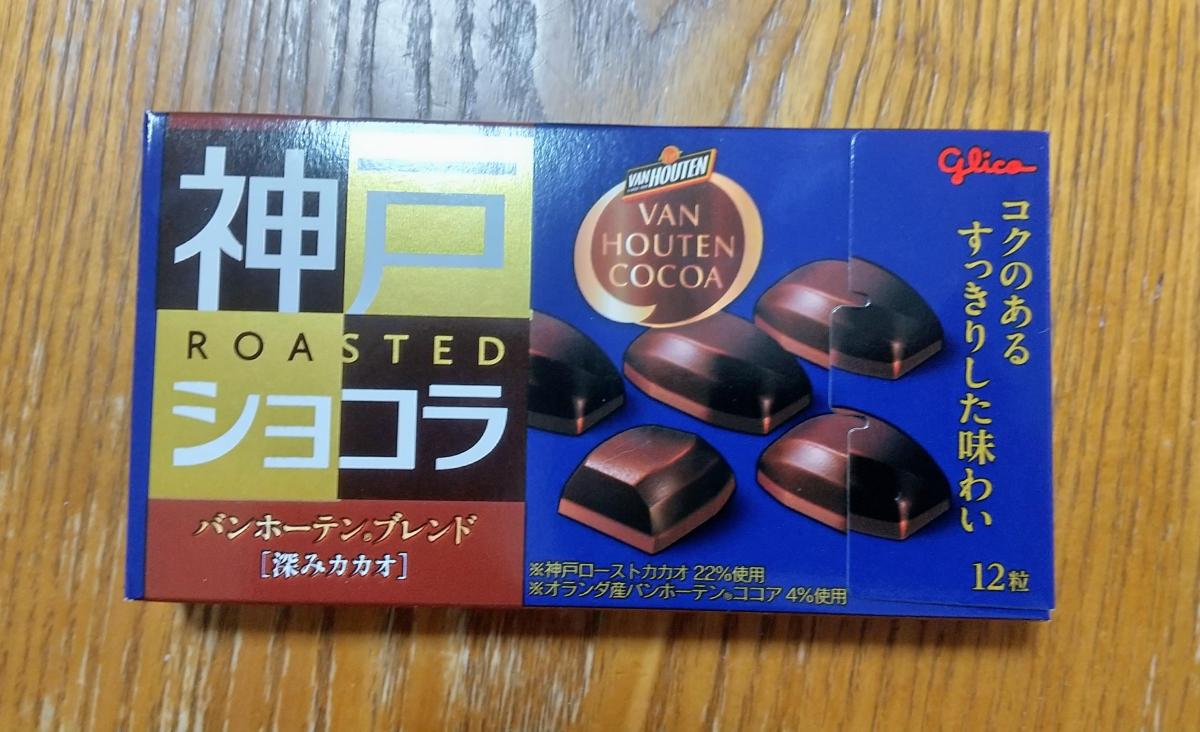 神戸
ROASTED
ショコラ
バンホーテン®ブレンド
[深みカカオ]
VAN HOUTEN
VAN
HOUTEN
COCOA
※神戸ローストカカオ 22%使用
※オランダ産バンホーテン®ココア 4%使用
glico
コクのある
すっきりした味わい
12粒